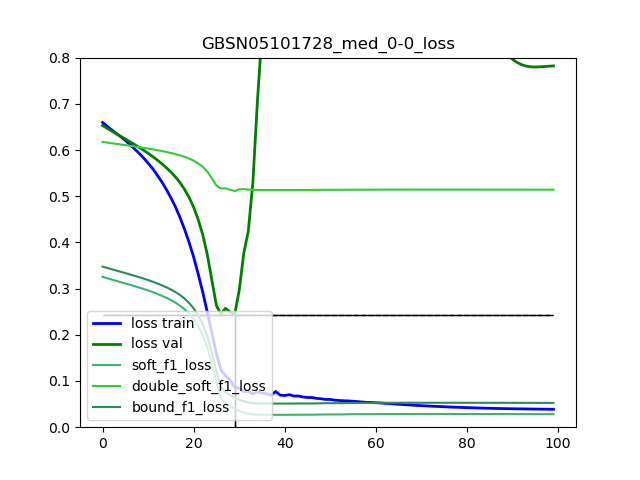 GBSN05101728_med_0-0_loss
0.8
0.7
0.6
0.5
0.4
0.3
0.2
0.1
0.0
loss train
loss val
soft_f1_loss
double_soft_f1_loss
bound_f1_loss
0 20 40 60 80 100